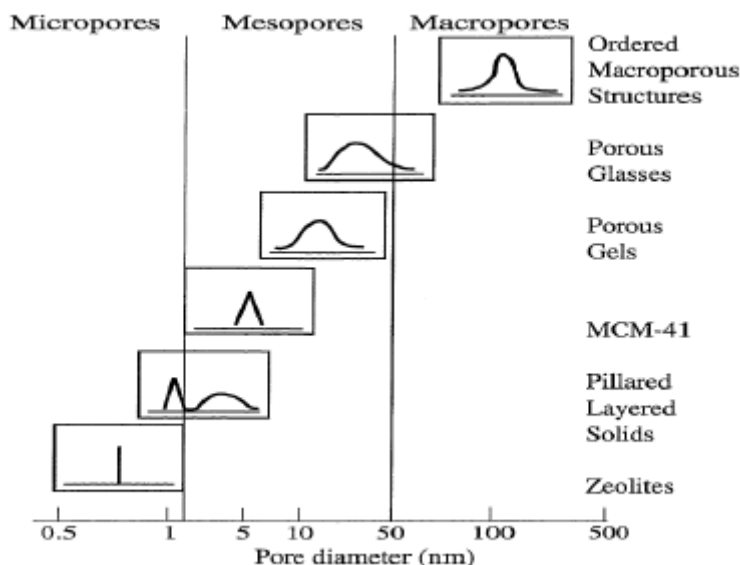 Micropores Mesopores Macropores
Ordered
Macroporous
Structures
Porous
Glasses
Porous
Gels
MCM-41
Pillared
Layered
Solids
Zeolites
0.5 1 5 10 50 100 500
Pore diameter (nm)